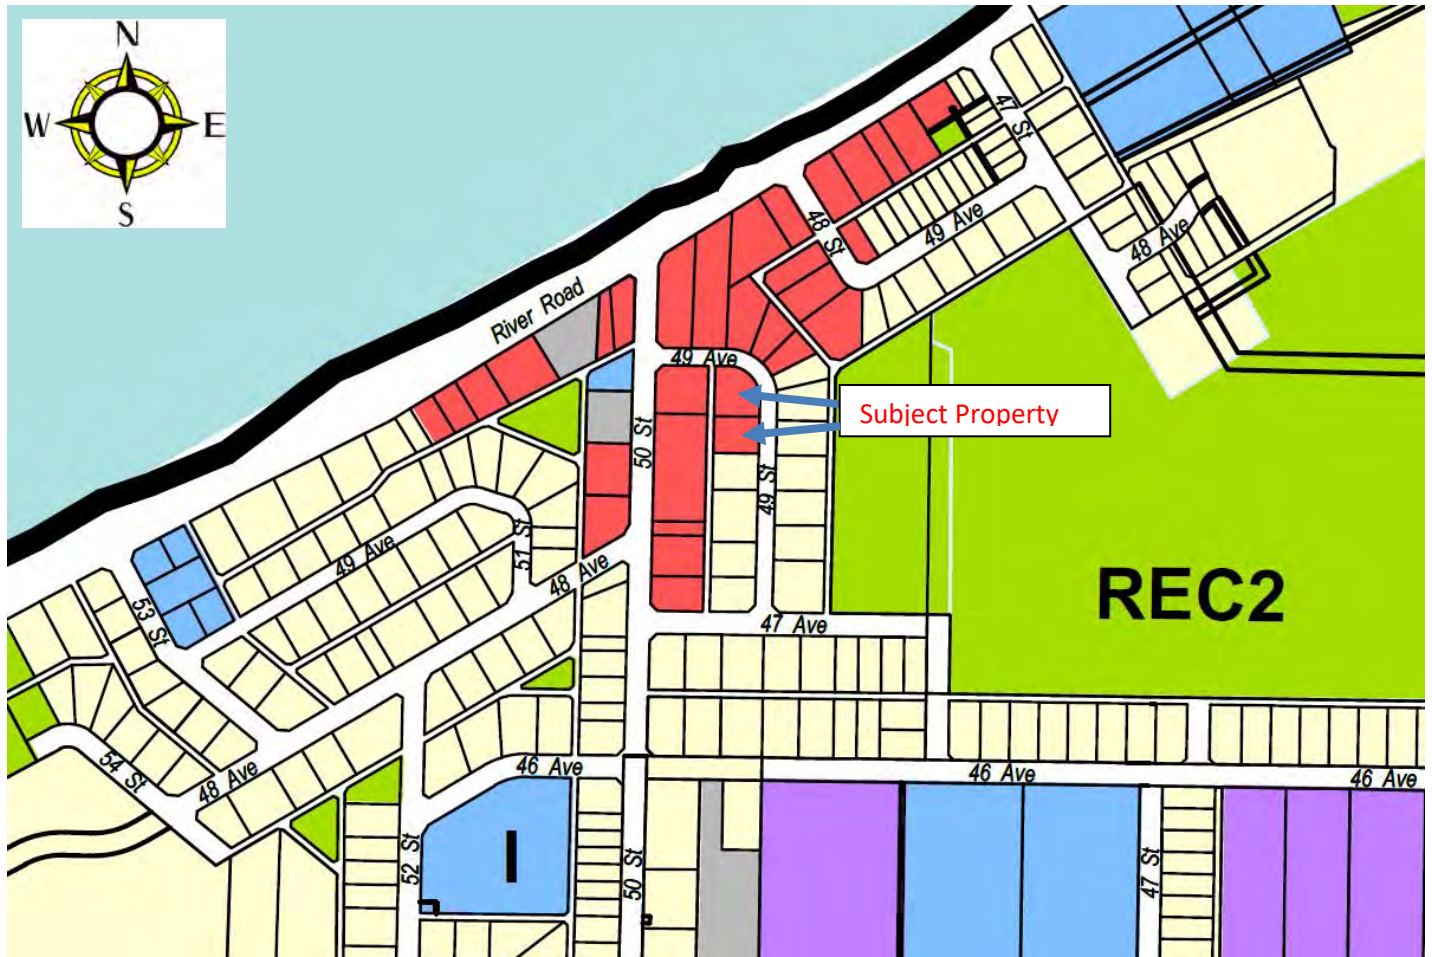 N
W E
S
47 St
48 St
49 Ave
48 Ave
River Road
49 Ave
Subject Property
50 St
49 St
51 St
49 Ave
48 Ave
REC2
53 St
47 Ave
54 St
48 Ave
46 Ave
46 Ave
46 Ave
52 St
50 St
47 St
I